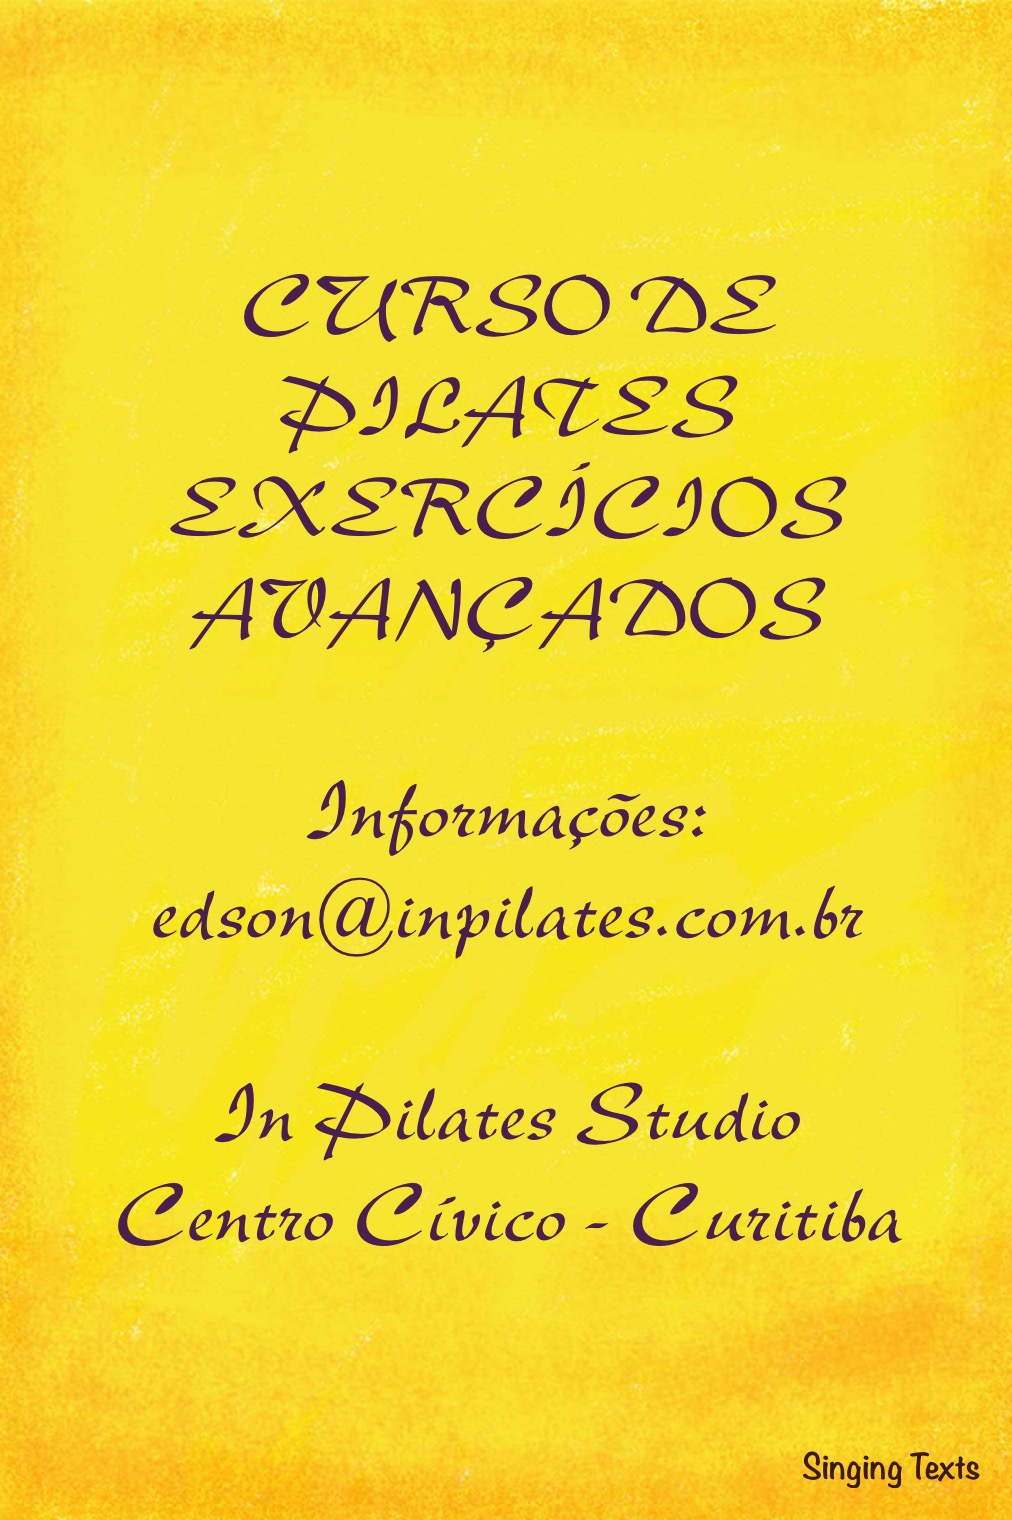 CURSO DE
PILATES
EXERCÍCIOS
AVANÇADOS
Informações:
edson@inpilates.com.br
In Pilates Studio
Centro Cívico - Curitiba
Singing Texts